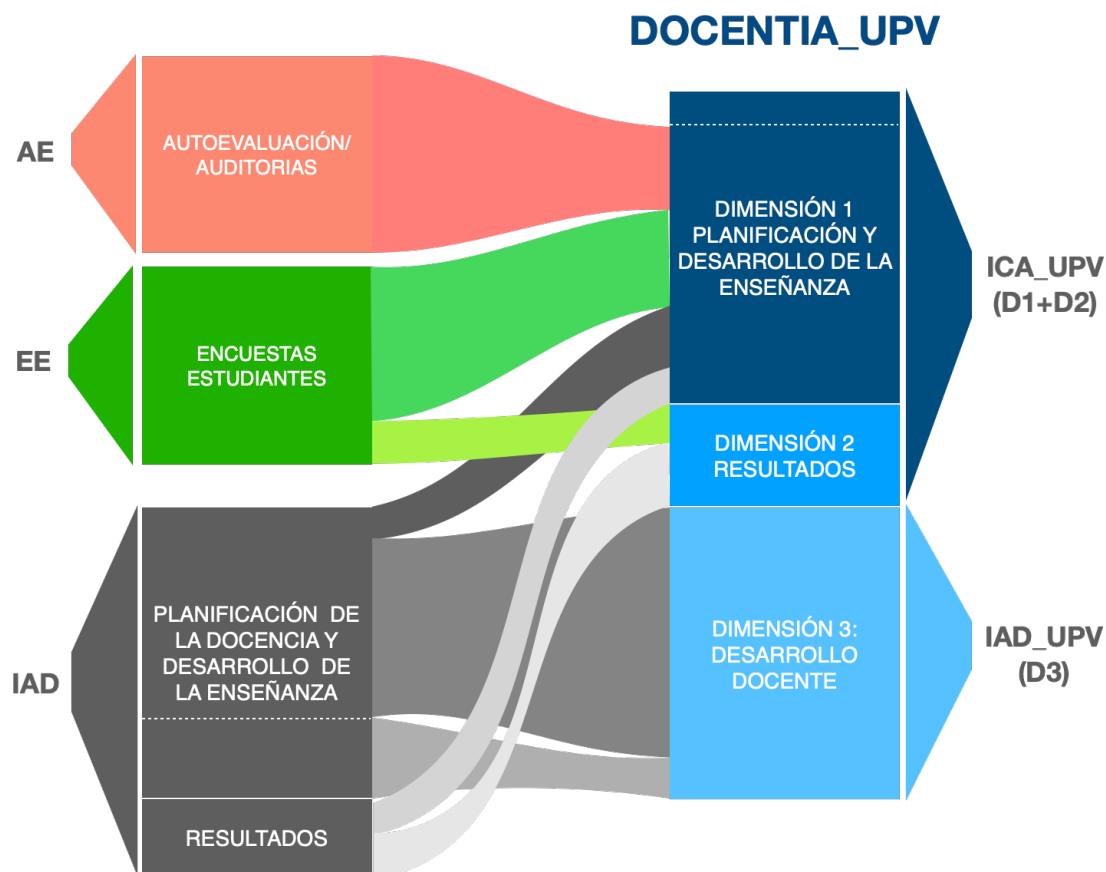 DOCENTIA_UPV
AE
AUTOEVALUACIÓN/
AUDITORIAS
EE
ENCUESTAS
ESTUDIANTES
IAD
PLANIFICACIÓN DE
LA DOCENCIA Y
DESARROLLO DE
LA ENSEÑANZA
RESULTADOS
DIMENSIÓN 1
PLANIFICACIÓN Y
DESARROLLO DE LA
ENSEÑANZA
DIMENSIÓN 2
RESULTADOS
DIMENSIÓN 3:
DESARROLLO
DOCENTE
ICA_UPV
(D1+D2)
IAD_UPV
(D3)